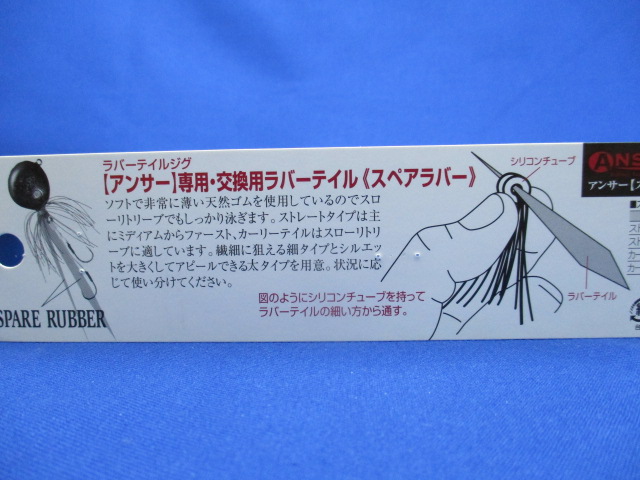 ラバーテイルジグ
【アンサー】専用・交換用ラバーテイル《スペアラバー》
ソフトで非常に薄い天然ゴムを使用しているのでスロ
ーリトリーブでもしっかり泳ぎます。ストレートタイプは主
にミディアムからファースト、カーリーテイルはスローリトリ
ーブに適しています。繊細に狙える細タイプとシルエッ
トを大きくしてアピールできる太タイプを用意。状況に応
じて使い分けてください。
SPARE RUBBER
図のようにシリコンチューブを持って
ラバーテイルの細い方から通す。
シリコンチューブ
ラバーテイル
ANS
アンサー【ス
スト
スト
カー
カー